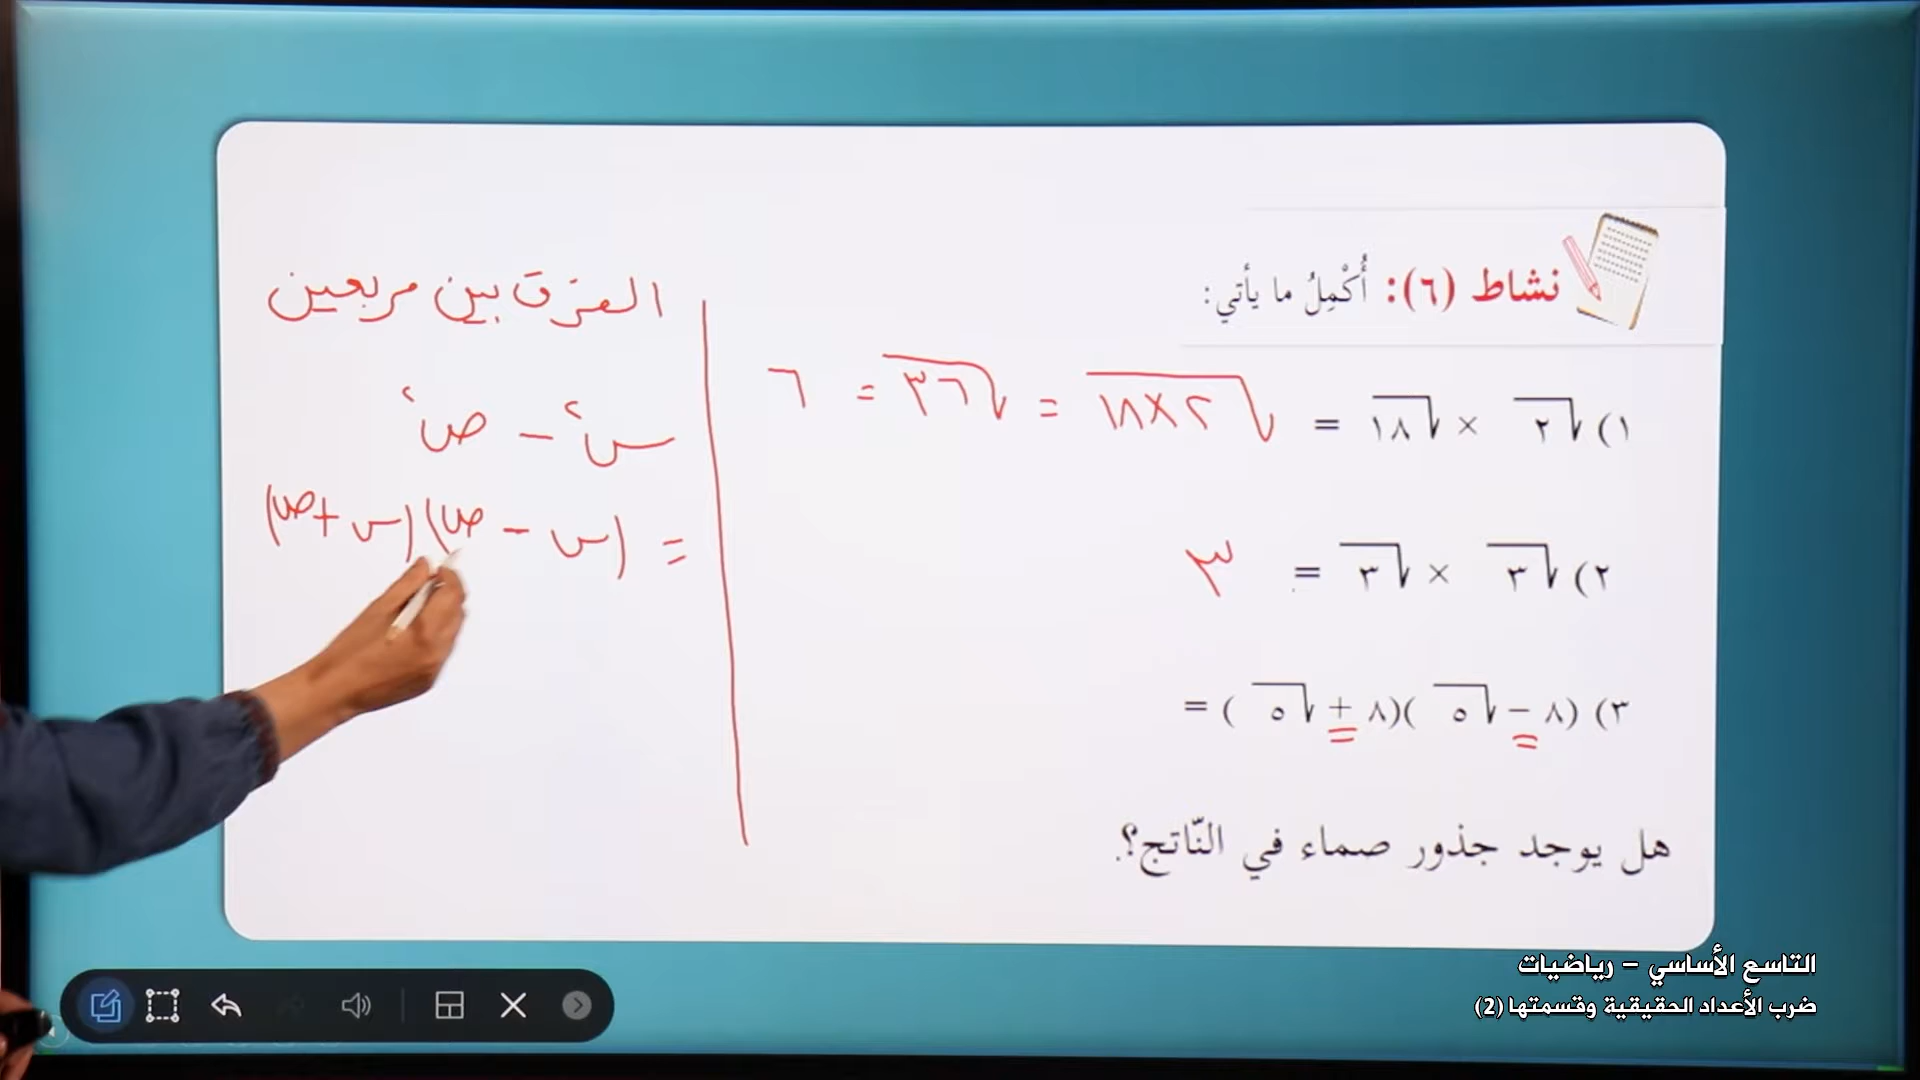 نشاط (٦): أُكْمِلُ ما يأتي:
١) √٢ × √١٨ = √٢×١٨ = √٣٦ = ٦
٢) √٣ × √٣ = ٣
٣) (٨ − √٥)(٨ + √٥) =
هل يوجد جذور صماء في النّاتج؟
الفرق بين مربعين
س٢ − ص٢
= (س − ص)(س + ص)
التاسع الأساسي – رياضيات
ضرب الأعداد الحقيقية وقسمتها (2)